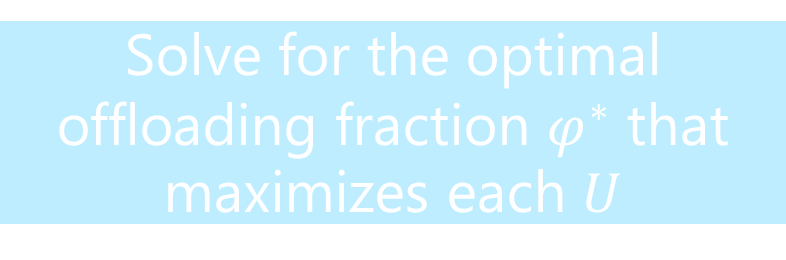 Solve for the optimal
offloading fraction φ* that
maximizes each U